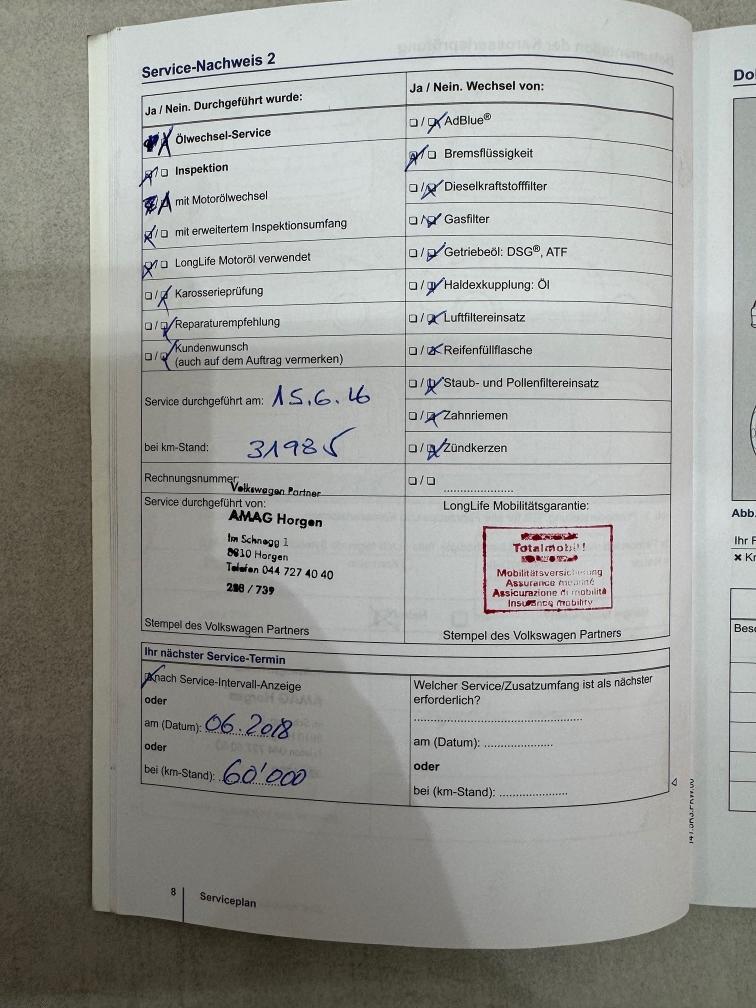 Service-Nachweis 2
Ja / Nein. Durchgeführt wurde:
Ölwechsel-Service
Inspektion
mit Motorölwechsel
mit erweitertem Inspektionsumfang
LongLife Motoröl verwendet
Karosserieprüfung
Reparaturempfehlung
Kundenwunsch
(auch auf dem Auftrag vermerken)
Service durchgeführt am: 15.6.16
bei km-Stand: 31985
Rechnungsnummer:
Volkswagen Partner
Service durchgeführt von:
AMAG Horgen
Im Schnegg 1
8810 Horgen
Telefon 044 727 40 40
/ 739
Stempel des Volkswagen Partners
Ja / Nein. Wechsel von:
AdBlue®
Bremsflüssigkeit
Dieselkraftstofffilter
Gasfilter
Getriebeöl: DSG®, ATF
Haldexkupplung: Öl
Luftfiltereinsatz
Reifenfüllflasche
Staub- und Pollenfiltereinsatz
Zahnriemen
Zündkerzen
LongLife Mobilitätsgarantie:
Totalmobil!
Mobilitätsversicherung
Assurance mobilité
Assicurazione di mobilità
Insurance mobility
Stempel des Volkswagen Partners
Ihr nächster Service-Termin
nach Service-Intervall-Anzeige
oder
am (Datum): 06.2018
oder
bei (km-Stand): 60'000
Welcher Service/Zusatzumfang ist als nächster
erforderlich?
am (Datum):
oder
bei (km-Stand):
8
Serviceplan
Do
Abb.
Ihr F
✖ Kr
Bes